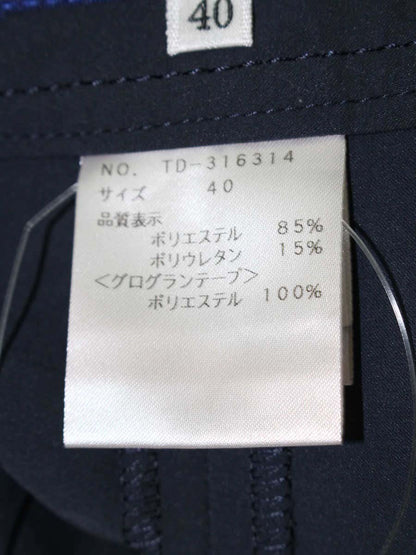 40
NO. TD-316314
サイズ 40
品質表示
ポリエステル 85%
ポリウレタン 15%
<グログランテープ>
ポリエステル 100%